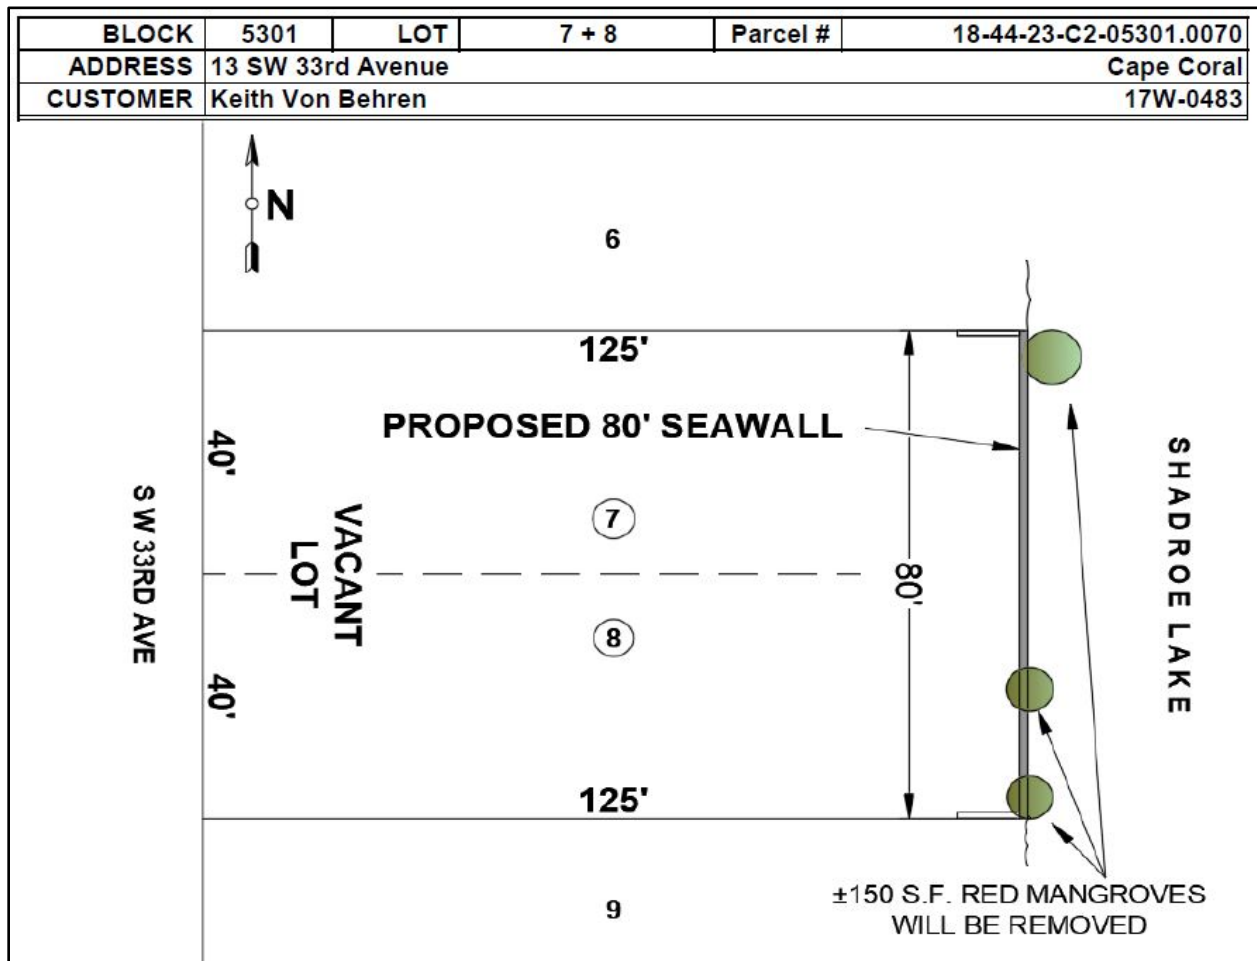 BLOCK 5301 LOT 7 + 8 Parcel # 18-44-23-C2-05301.0070
ADDRESS 13 SW 33rd Avenue Cape Coral
CUSTOMER Keith Von Behren 17W-0483
N
6
125'
PROPOSED 80' SEAWALL
40'
SHADROE LAKE
SW 33RD AVE
VACANT
LOT
7
80'
8
40'
125'
±150 S.F. RED MANGROVES
WILL BE REMOVED
9